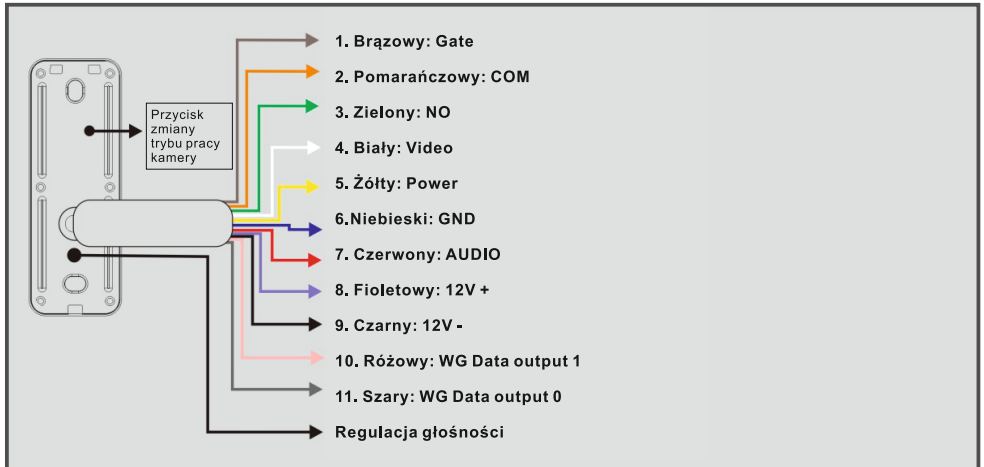 1. Brązowy: Gate
2. Pomarańczowy: COM
3. Zielony: NO
Przycisk
zmiany
trybu pracy
kamery
4. Biały: Video
5. Żółty: Power
6.Niebieski: GND
7. Czerwony: AUDIO
8. Fioletowy: 12V +
9. Czarny: 12V -
10. Różowy: WG Data output 1
11. Szary: WG Data output 0
Regulacja głośności